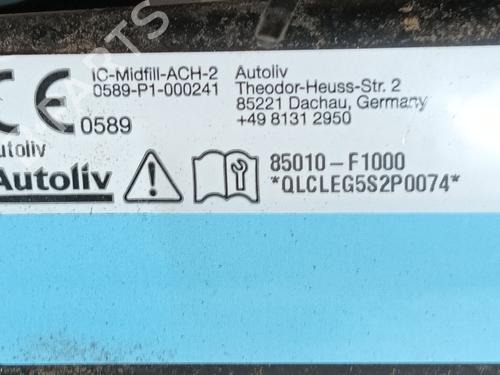 IC-Midfill-ACH-2
0589-P1-000241
CE
0589
Autoliv
Theodor-Heuss-Str. 2
85221 Dachau, Germany
+49 8131 2950
utoliv
Autoliv
85010-F1000
*QLCLEG5S2P0074*